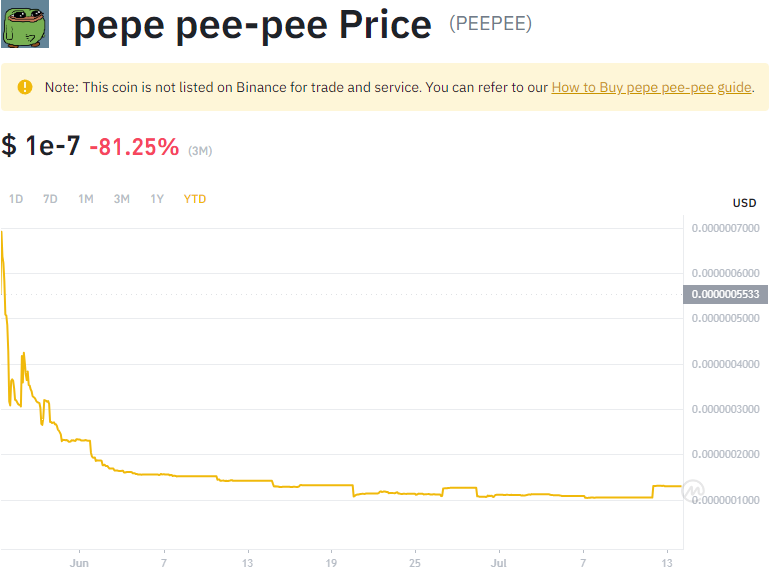 pepe pee-pee Price (PEEPEE)
Note: This coin is not listed on Binance for trade and service. You can refer to our How to Buy pepe pee-pee guide.
$ 1e-7 -81.25% (3M)
1D 7D 1M 3M 1Y YTD
USD
0.0000007000
0.0000006000
0.0000005533
0.0000005000
0.0000004000
0.0000003000
0.0000002000
0.0000001000
Jun 7 13 19 25 Jul 7 13